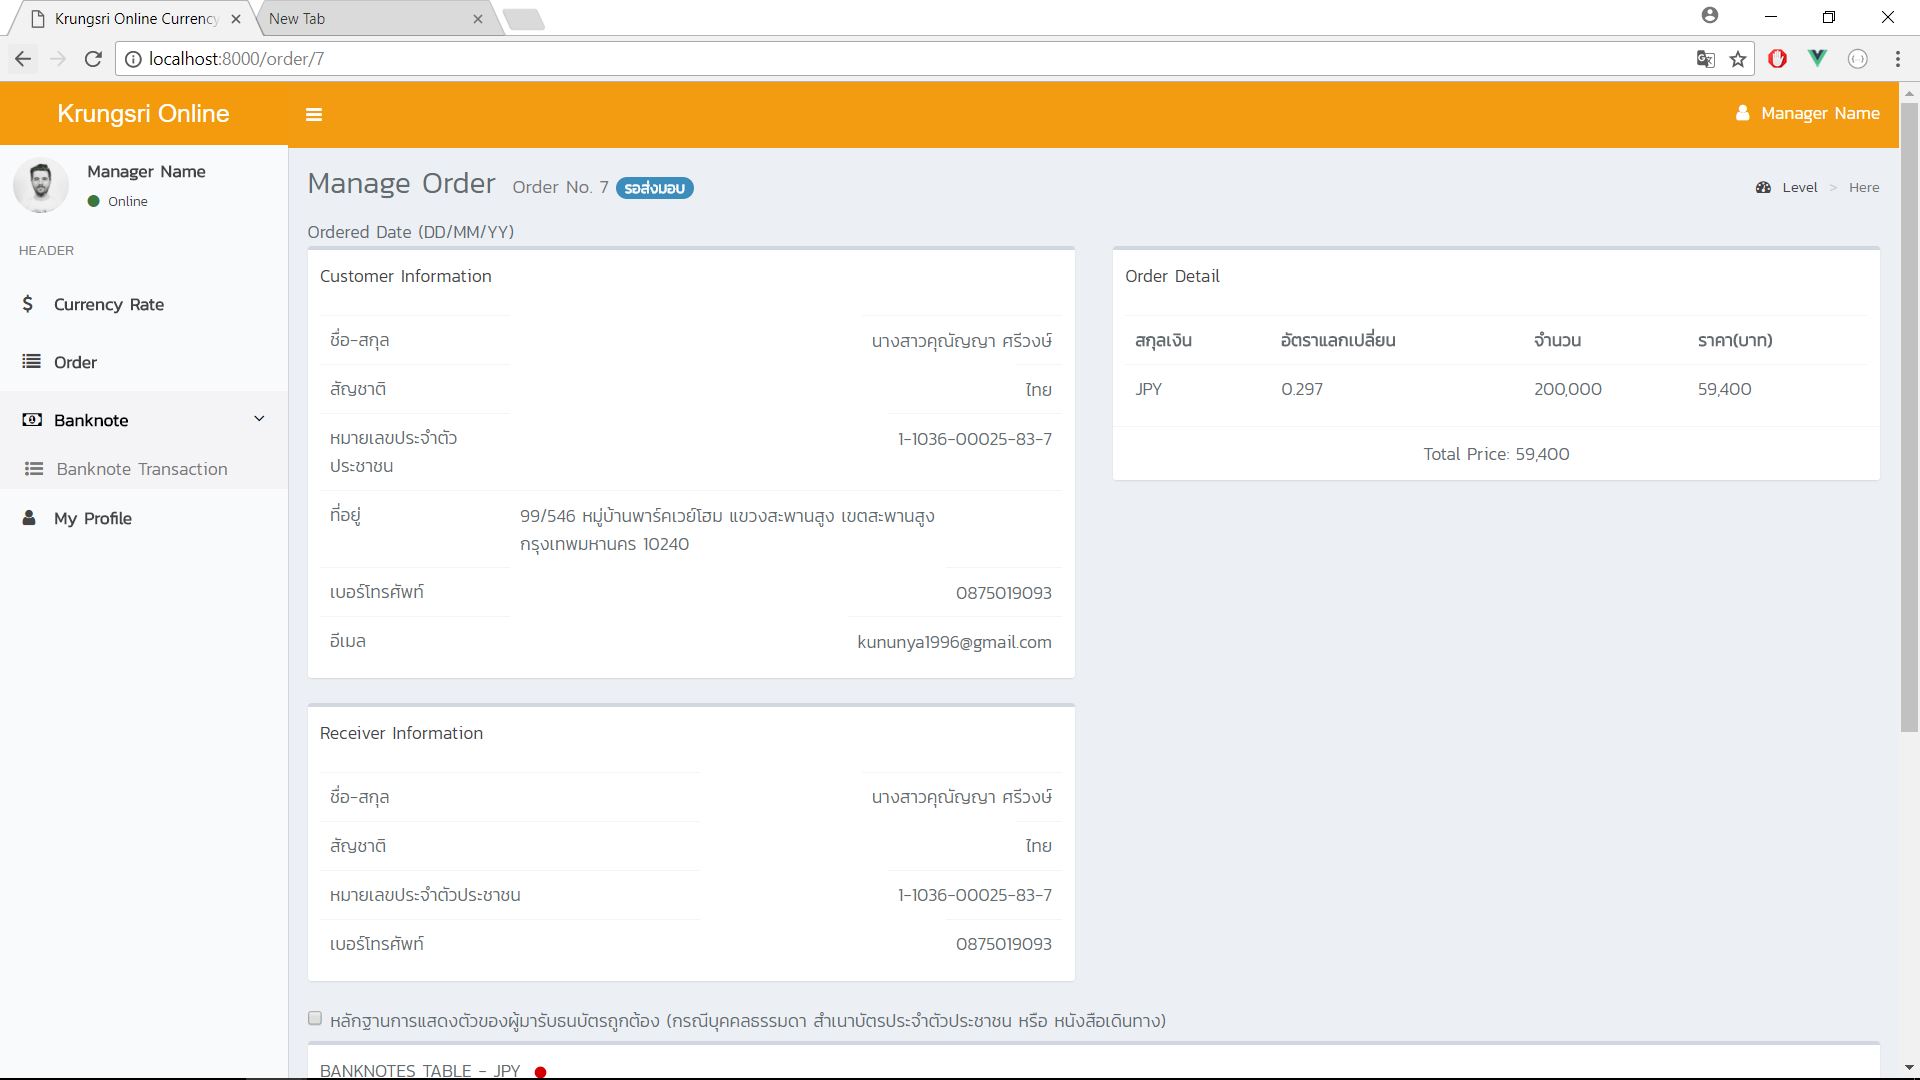 Krungsri Online Currency
New Tab
localhost:8000/order/7
Krungsri Online
Manager Name
Manager Name
Online
HEADER
Currency Rate
Order
Banknote
Banknote Transaction
My Profile
Manage Order Order No. 7 รอส่งมอบ
Level > Here
Ordered Date (DD/MM/YY)
Customer Information
ชื่อ-สกุล นางสาวคุณัญญา ศรีวงษ์
สัญชาติ ไทย
หมายเลขประจำตัว 1-1036-00025-83-7
ประชาชน
ที่อยู่ 99/546 หมู่บ้านพาร์คเวย์โฮม แขวงสะพานสูง เขตสะพานสูง
กรุงเทพมหานคร 10240
เบอร์โทรศัพท์ 0875019093
อีเมล kununya1996@gmail.com
Order Detail
สกุลเงิน อัตราแลกเปลี่ยน จำนวน ราคา(บาท)
JPY 0.297 200,000 59,400
Total Price: 59,400
Receiver Information
ชื่อ-สกุล นางสาวคุณัญญา ศรีวงษ์
สัญชาติ ไทย
หมายเลขประจำตัวประชาชน 1-1036-00025-83-7
เบอร์โทรศัพท์ 0875019093
หลักฐานการแสดงตัวของผู้มารับธนบัตรถูกต้อง (กรณีบุคคลธรรมดา สำเนาบัตรประจำตัวประชาชน หรือ หนังสือเดินทาง)
BANKNOTES TABLE - JPY